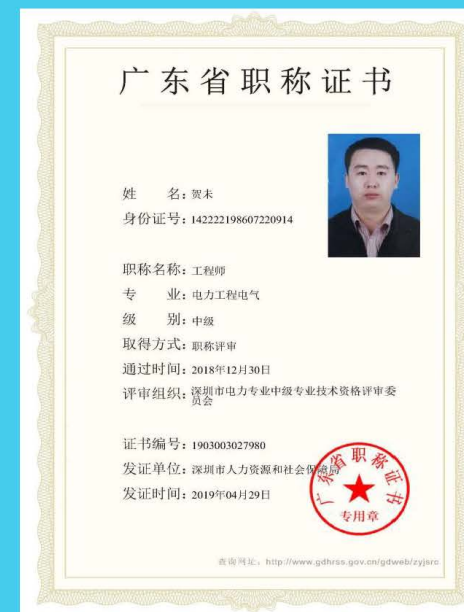 广东省职称证书
姓 名：贺未
身份证号：142222198607220914
职称名称：工程师
专 业：电力工程电气
级 别：中级
取得方式：职称评审
通过时间：2018年12月30日
评审组织：深圳市电力专业中级专业技术资格评审委
员会
证书编号：1903003027980
发证单位：深圳市人力资源和社会保障局
发证时间：2019年04月29日
广东省职称证书
专用章
查询网址：http://www.gdhrss.gov.cn/gdweb/zyjsrc